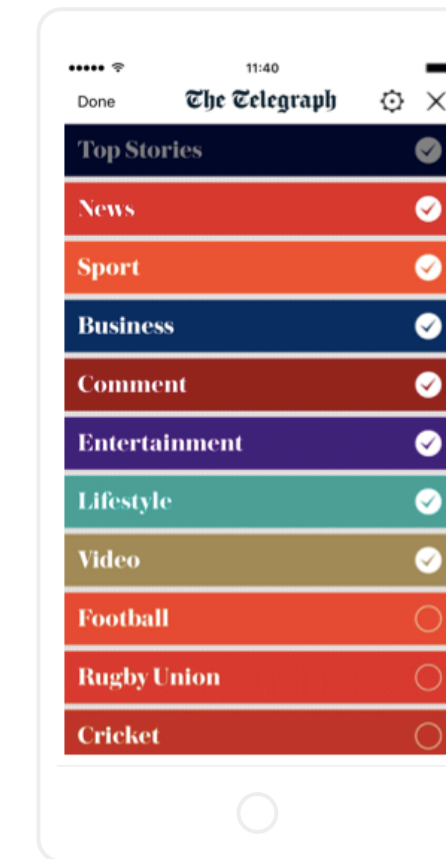 11:40
Done The Telegraph
Top Stories
News
Sport
Business
Comment
Entertainment
Lifestyle
Video
Football
Rugby Union
Cricket